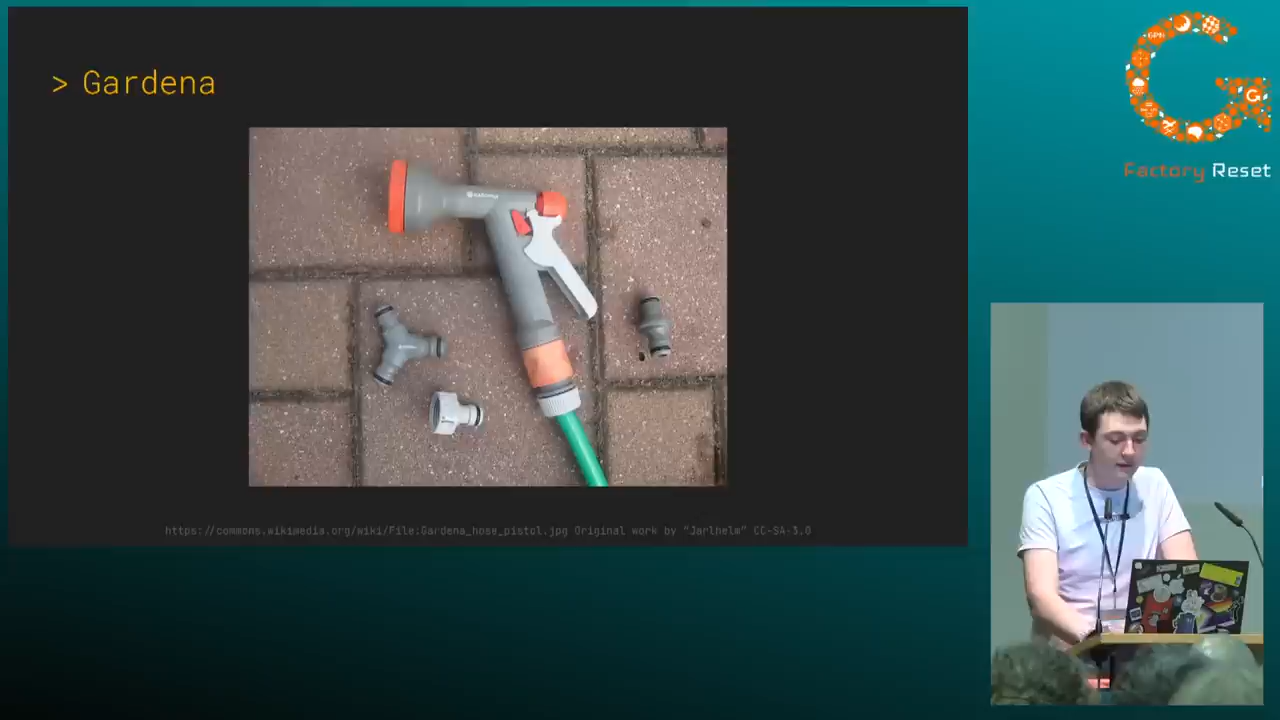 > Gardena
https://commons.wikimedia.org/wiki/File:Gardena_hose_pistol.jpg Original work by "Jarlhelm" CC-SA-3.0
Factory Reset